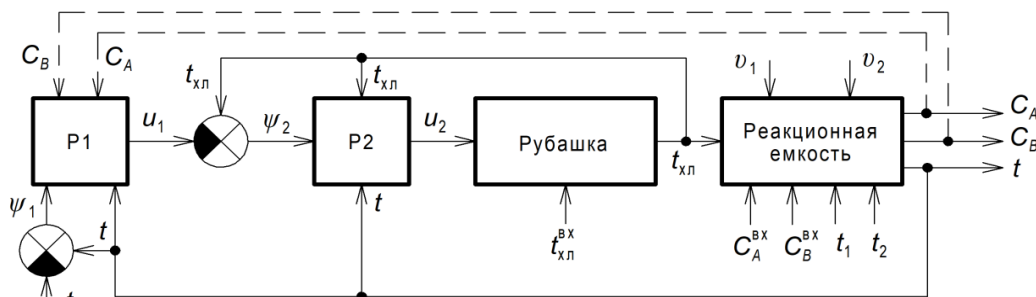 C_B C_A t_хл t_хл υ_1 υ_2
P1 u_1 ψ_2 P2 u_2 Рубашка t_хл Реакционная емкость C_A
C_B
t
ψ_1 t t t_хл^вх C_A^вх C_B^вх t_1 t_2